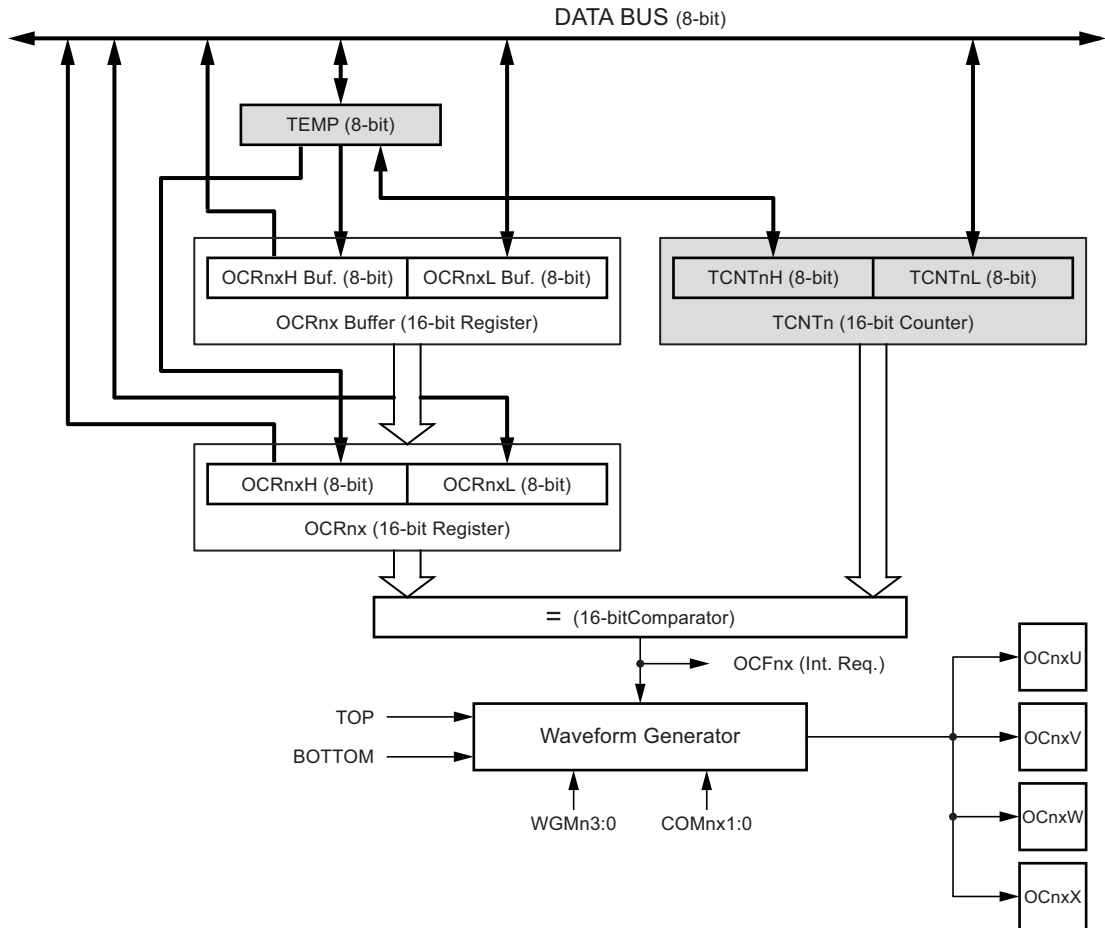 DATA BUS (8-bit)
TEMP (8-bit)
OCRnxH Buf. (8-bit)
OCRnxL Buf. (8-bit)
OCRnx Buffer (16-bit Register)
TCNTnH (8-bit)
TCNTnL (8-bit)
TCNTn (16-bit Counter)
OCRnxH (8-bit)
OCRnxL (8-bit)
OCRnx (16-bit Register)
= (16-bitComparator)
OCFnx (Int. Req.)
TOP
BOTTOM
Waveform Generator
WGMn3:0
COMnx1:0
OCnxU
OCnxV
OCnxW
OCnxX